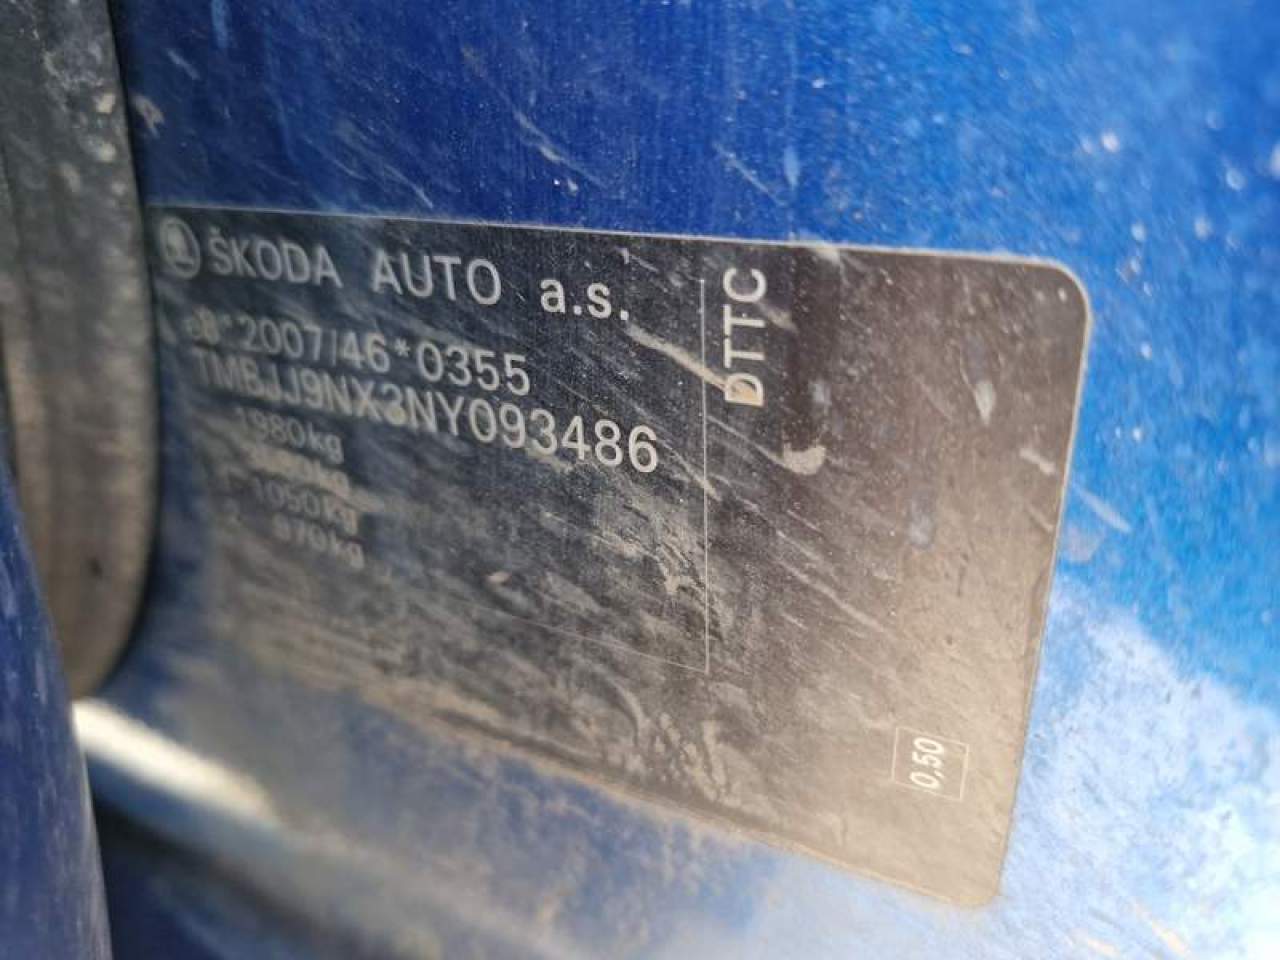 ŠKODA AUTO a.s.
e8*2007/46*0355
TMBJJ9NX3NY093486
1980kg
1050kg
970kg
DTTC
0,50